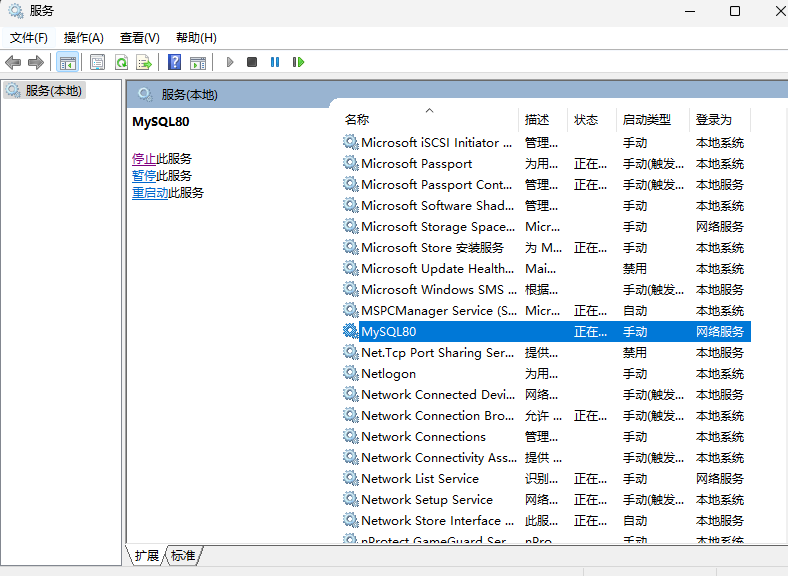 服务
文件(F) 操作(A) 查看(V) 帮助(H)
服务(本地)
服务(本地)
MySQL80
停止此服务
暂停此服务
重启动此服务
名称 描述 状态 启动类型 登录为
Microsoft iSCSI Initiator ... 管理... 手动 本地系统
Microsoft Passport 为用... 正在... 手动(触发... 本地系统
Microsoft Passport Cont... 管理... 正在... 手动(触发... 本地服务
Microsoft Software Shad... 管理... 手动 本地系统
Microsoft Storage Space... Micr... 手动 网络服务
Microsoft Store 安装服务 为 M... 正在... 手动 本地系统
Microsoft Update Health... Mai... 禁用 本地系统
Microsoft Windows SMS ... 根据... 手动(触发... 本地服务
MSPCManager Service (S... Micr... 正在... 自动 本地系统
MySQL80 正在... 手动 网络服务
Net.Tcp Port Sharing Ser... 提供... 禁用 本地服务
Netlogon 为用... 手动 本地系统
Network Connected Devi... 网络... 手动(触发... 本地服务
Network Connection Bro... 允许 ... 正在... 手动(触发... 本地系统
Network Connections 管理... 手动 本地系统
Network Connectivity Ass... 提供 ... 手动(触发... 本地系统
Network List Service 识别... 正在... 手动 网络服务
Network Setup Service 网络... 正在... 手动(触发... 本地系统
Network Store Interface ... 此服... 正在... 自动 本地服务
nProtect GameGuard Ser... nPro... 手动 本地系统
扩展 标准